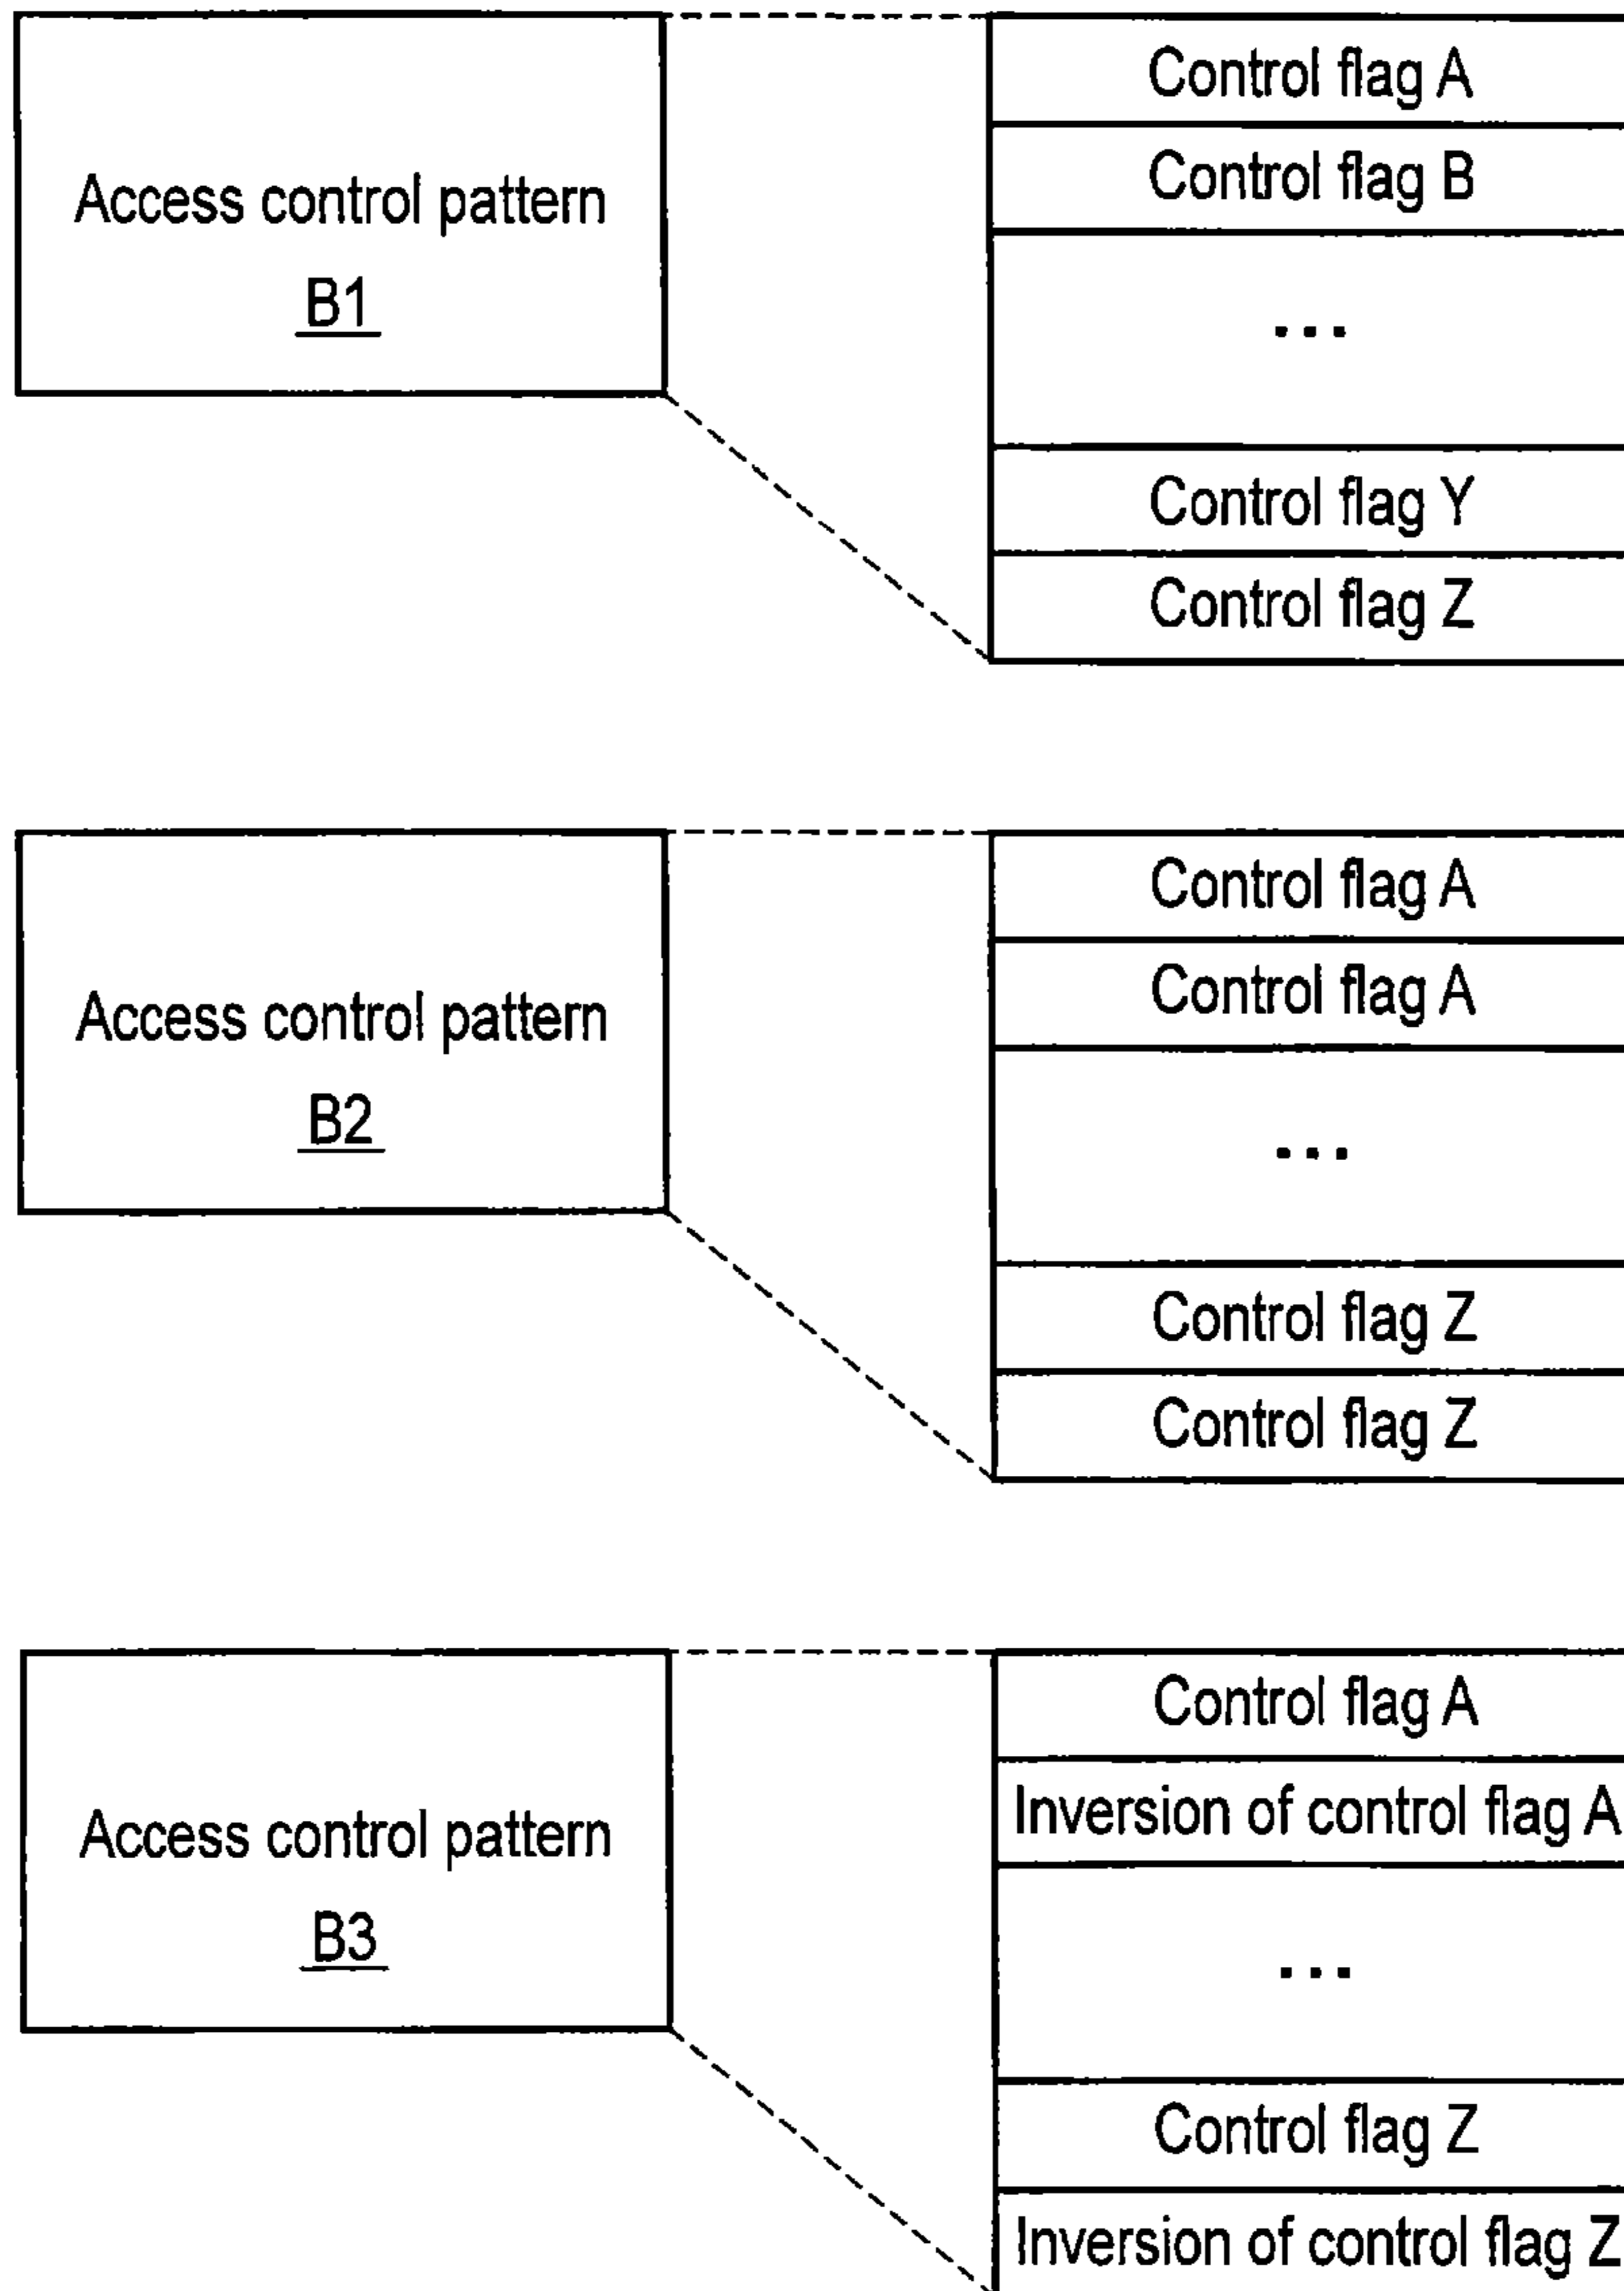 Access control pattern
B1
Control flag A
Control flag B
...
Control flag Y
Control flag Z
Access control pattern
B2
Control flag A
Control flag A
...
Control flag Z
Control flag Z
Access control pattern
B3
Control flag A
Inversion of control flag A
...
Control flag Z
Inversion of control flag Z